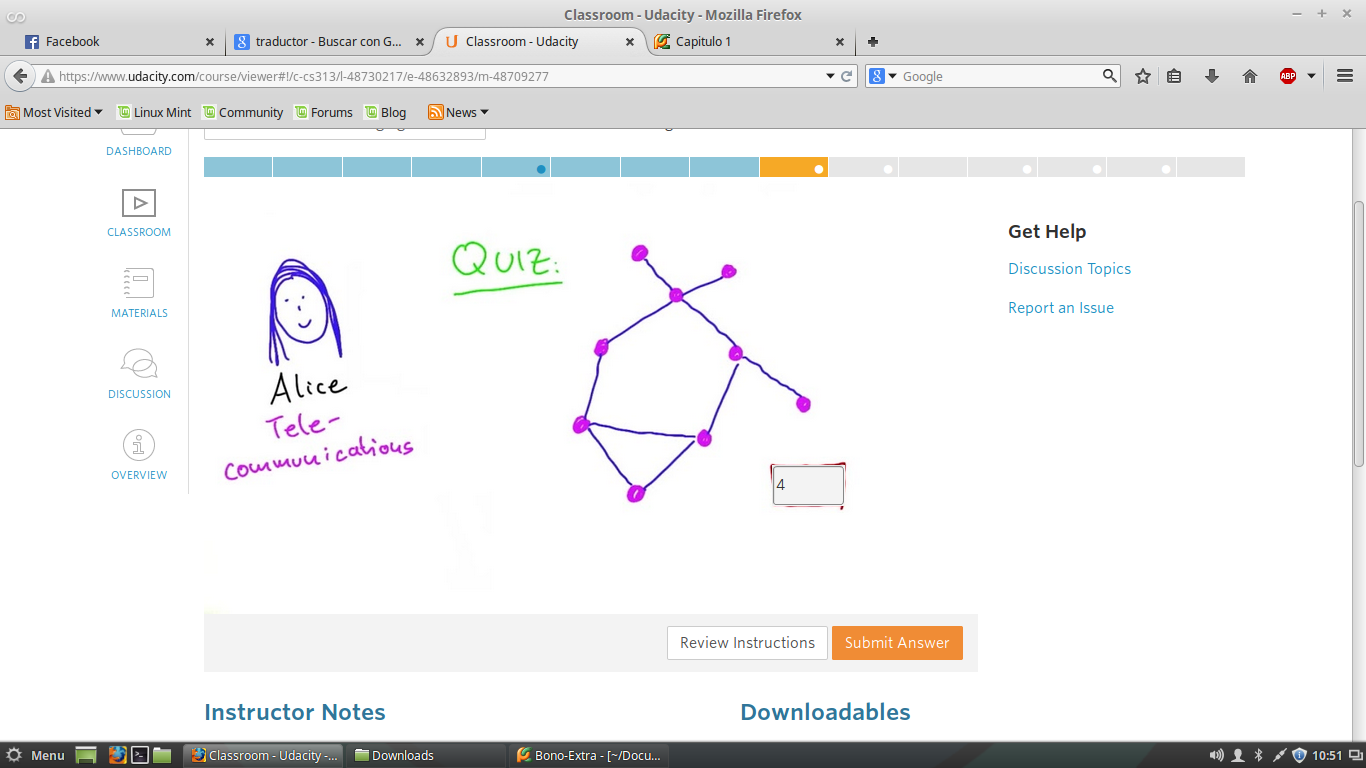 Classroom - Udacity - Mozilla Firefox
Facebook
traductor - Buscar con G...
Classroom - Udacity
Capitulo 1
https://www.udacity.com/course/viewer#!/c-cs313/l-48730217/e-48632893/m-48709277
Google
ABP
Most Visited
Linux Mint
Community
Forums
Blog
News
DASHBOARD
CLASSROOM
MATERIALS
DISCUSSION
OVERVIEW
QUIZ:
Alice
Tele-
communications
4
Get Help
Discussion Topics
Report an Issue
Review Instructions
Submit Answer
Instructor Notes
Downloadables
Menu
Classroom - Udacity -...
Downloads
Bono-Extra - [~/Docu...
10:51